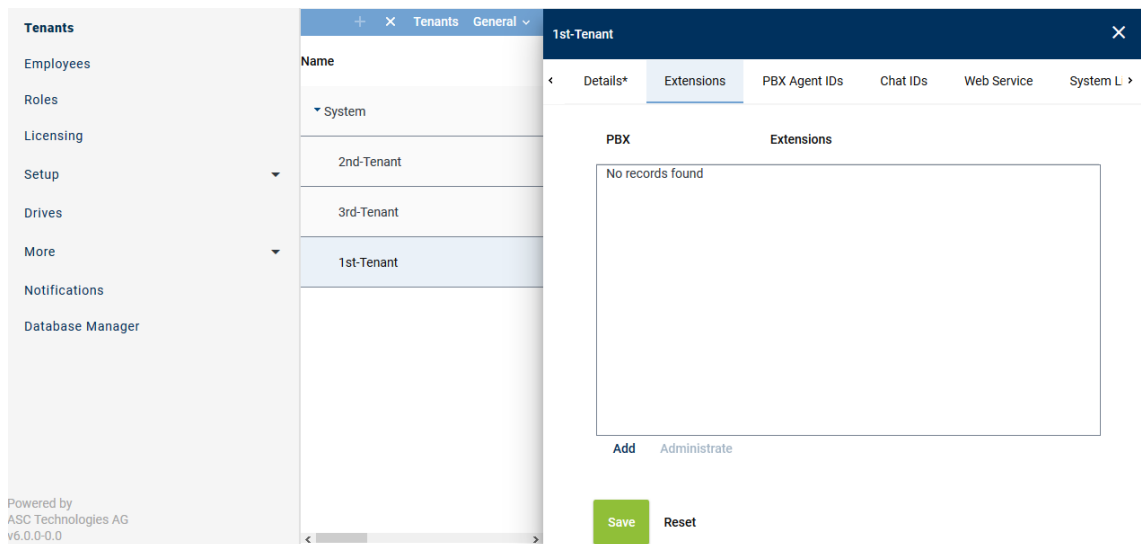 Tenants
Employees
Roles
Licensing
Setup
Drives
More
Notifications
Database Manager
Powered by
ASC Technologies AG
v6.0.0-0.0
Tenants General
Name
System
2nd-Tenant
3rd-Tenant
1st-Tenant
1st-Tenant
Details* Extensions PBX Agent IDs Chat IDs Web Service System L
PBX Extensions
No records found
Add Administrate
Save Reset